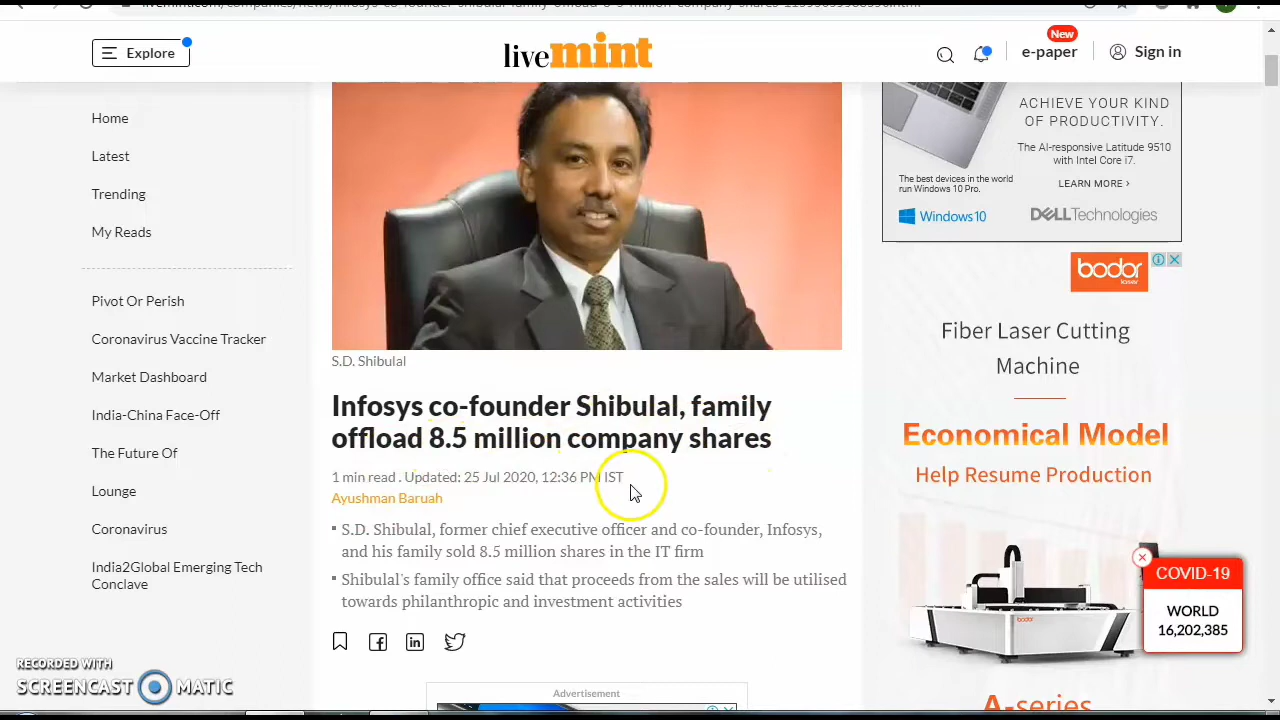 Explore
livemint
New
e-paper
Sign in
Home
Latest
Trending
My Reads
Pivot Or Perish
Coronavirus Vaccine Tracker
Market Dashboard
India-China Face-Off
The Future Of
Lounge
Coronavirus
India2Global Emerging Tech
Conclave
S.D. Shibulal
Infosys co-founder Shibulal, family
offload 8.5 million company shares
1 min read . Updated: 25 Jul 2020, 12:36 PM IST
Ayushman Baruah
S.D. Shibulal, former chief executive officer and co-founder, Infosys,
and his family sold 8.5 million shares in the IT firm
Shibulal's family office said that proceeds from the sales will be utilised
towards philanthropic and investment activities
Advertisement
ACHIEVE YOUR KIND
OF PRODUCTIVITY.
The AI-responsive Latitude 9510
with Intel Core i7.
The best devices in the world
run Windows 10 Pro.
LEARN MORE ›
Windows10
DELLTechnologies
bodor
laser
Fiber Laser Cutting
Machine
Economical Model
Help Resume Production
bodor
A-series
COVID-19
WORLD
16,202,385
RECORDED WITH
SCREENCAST MATIC